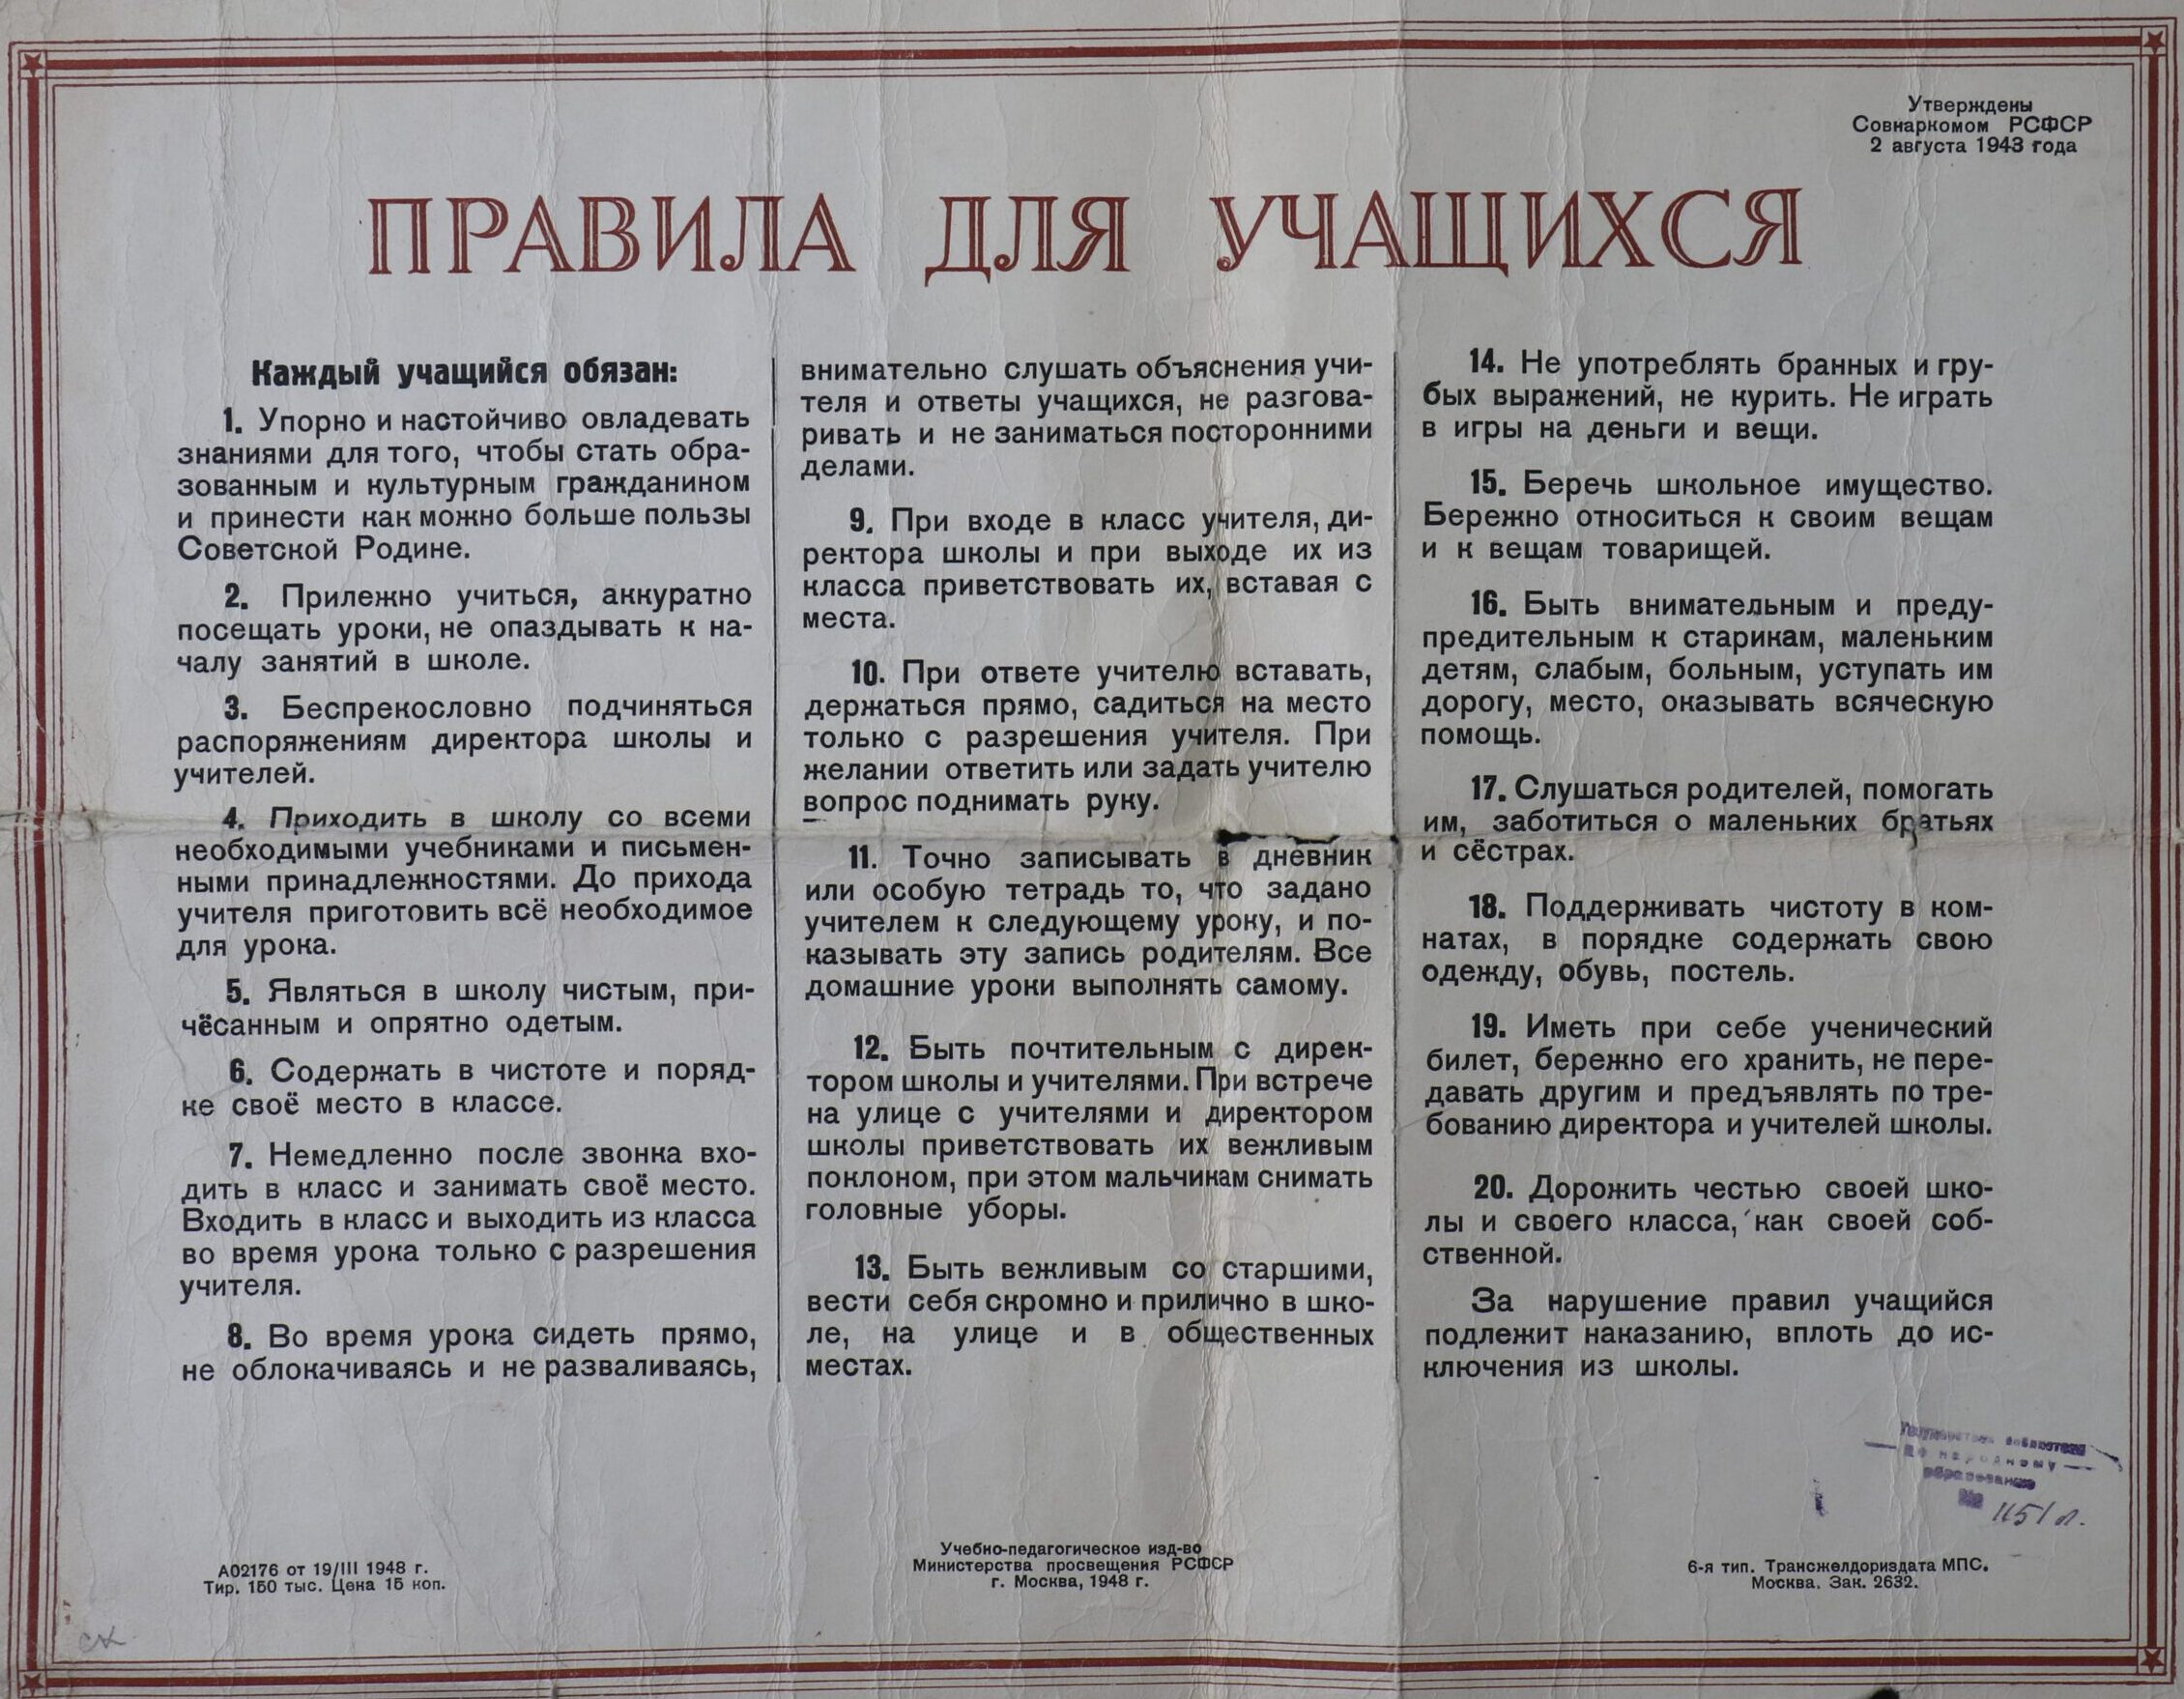 Утверждены
Совнаркомом РСФСР
2 августа 1943 года
ПРАВИЛА ДЛЯ УЧАЩИХСЯ
Каждый учащийся обязан:
1. Упорно и настойчиво овладевать
знаниями для того, чтобы стать обра-
зованным и культурным гражданином
и принести как можно больше пользы
Советской Родине.
2. Прилежно учиться, аккуратно
посещать уроки, не опаздывать к на-
чалу занятий в школе.
3. Беспрекословно подчиняться
распоряжениям директора школы и
учителей.
4. Приходить в школу со всеми
необходимыми учебниками и письмен-
ными принадлежностями. До прихода
учителя приготовить всё необходимое
для урока.
5. Являться в школу чистым, при-
чёсанным и опрятно одетым.
6. Содержать в чистоте и поряд-
ке своё место в классе.
7. Немедленно после звонка вхо-
дить в класс и занимать своё место.
Входить в класс и выходить из класса
во время урока только с разрешения
учителя.
8. Во время урока сидеть прямо,
не облокачиваясь и не разваливаясь,
внимательно слушать объяснения учи-
теля и ответы учащихся, не разгова-
ривать и не заниматься посторонними
делами.
9. При входе в класс учителя, ди-
ректора школы и при выходе их из
класса приветствовать их, вставая с
места.
10. При ответе учителю вставать,
держаться прямо, садиться на место
только с разрешения учителя. При
желании ответить или задать учителю
вопрос поднимать руку.
11. Точно записывать в дневник
или особую тетрадь то, что задано
учителем к следующему уроку, и по-
казывать эту запись родителям. Все
домашние уроки выполнять самому.
12. Быть почтительным с дирек-
тором школы и учителями. При встрече
на улице с учителями и директором
школы приветствовать их вежливым
поклоном, при этом мальчикам снимать
головные уборы.
13. Быть вежливым со старшими,
вести себя скромно и прилично в шко-
ле, на улице и в общественных
местах.
14. Не употреблять бранных и гру-
бых выражений, не курить. Не играть
в игры на деньги и вещи.
15. Беречь школьное имущество.
Бережно относиться к своим вещам
и к вещам товарищей.
16. Быть внимательным и преду-
предительным к старикам, маленьким
детям, слабым, больным, уступать им
дорогу, место, оказывать всяческую
помощь.
17. Слушаться родителей, помогать
им, заботиться о маленьких братьях
и сёстрах.
18. Поддерживать чистоту в ком-
натах, в порядке содержать свою
одежду, обувь, постель.
19. Иметь при себе ученический
билет, бережно его хранить, не пере-
давать другим и предъявлять по тре-
бованию директора и учителей школы.
20. Дорожить честью своей шко-
лы и своего класса, как своей соб-
ственной.
За нарушение правил учащийся
подлежит наказанию, вплоть до ис-
ключения из школы.
по народному
образованию
№ 1151 л.
А02176 от 19/III 1948 г.
Тир. 150 тыс. Цена 15 коп.
Учебно-педагогическое изд-во
Министерства просвещения РСФСР
г. Москва, 1948 г.
6-я тип. Трансжелдориздата МПС.
Москва. Зак. 2632.